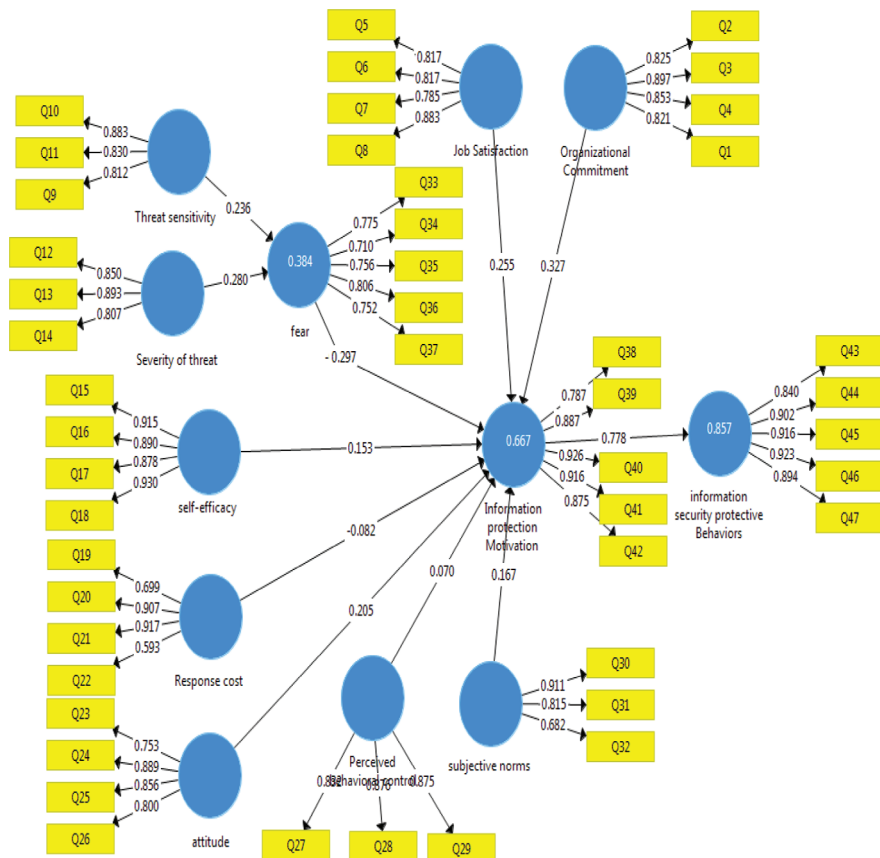 Q5
Q6
Q7
Q8
0.817
0.817
0.785
0.883
Job Satisfaction
Q2
Q3
Q4
Q1
0.825
0.897
0.853
0.821
Organizational
Commitment
Q10
Q11
Q9
0.883
0.830
0.812
Threat sensitivity
0.236
Q12
Q13
Q14
0.850
0.893
0.807
Severity of threat
0.280
0.384
fear
Q33
Q34
Q35
Q36
Q37
0.775
0.710
0.756
0.806
0.752
0.255
0.327
- 0.297
Q15
Q16
Q17
Q18
0.915
0.890
0.878
0.930
self-efficacy
0.153
0.667
Information
protection
Motivation
Q38
Q39
Q40
Q41
Q42
0.787
0.887
0.926
0.916
0.875
0.778
0.857
information
security protective
Behaviors
Q43
Q44
Q45
Q46
Q47
0.840
0.902
0.916
0.923
0.894
Q19
Q20
Q21
Q22
0.699
0.907
0.917
0.593
Response cost
-0.082
Q23
Q24
Q25
Q26
0.753
0.889
0.856
0.800
attitude
0.205
0.070
Perceived
behavioral control
0.875
Q27
Q28
Q29
0.167
subjective norms
Q30
Q31
Q32
0.911
0.815
0.682